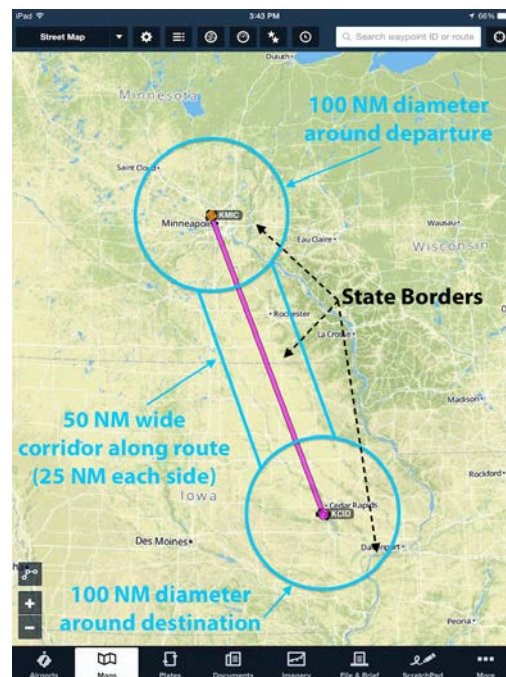 iPad
3:43 PM
66%
Street Map
Search waypoint ID or route
Duluth
Minnesota
100 NM diameter
around departure
Saint Cloud
KMIC
Minneapolis
Eau Claire
Wausau
Wisconsin
State Borders
Rochester
La Crosse
50 NM wide
corridor along route
(25 NM each side)
Madison
Rockford
Iowa
Cedar Rapids
KCID
Des Moines
Davenport
100 NM diameter
around destination
Peoria
+
−
Airports
Maps
Plates
Documents
Imagery
File & Brief
ScratchPad
More